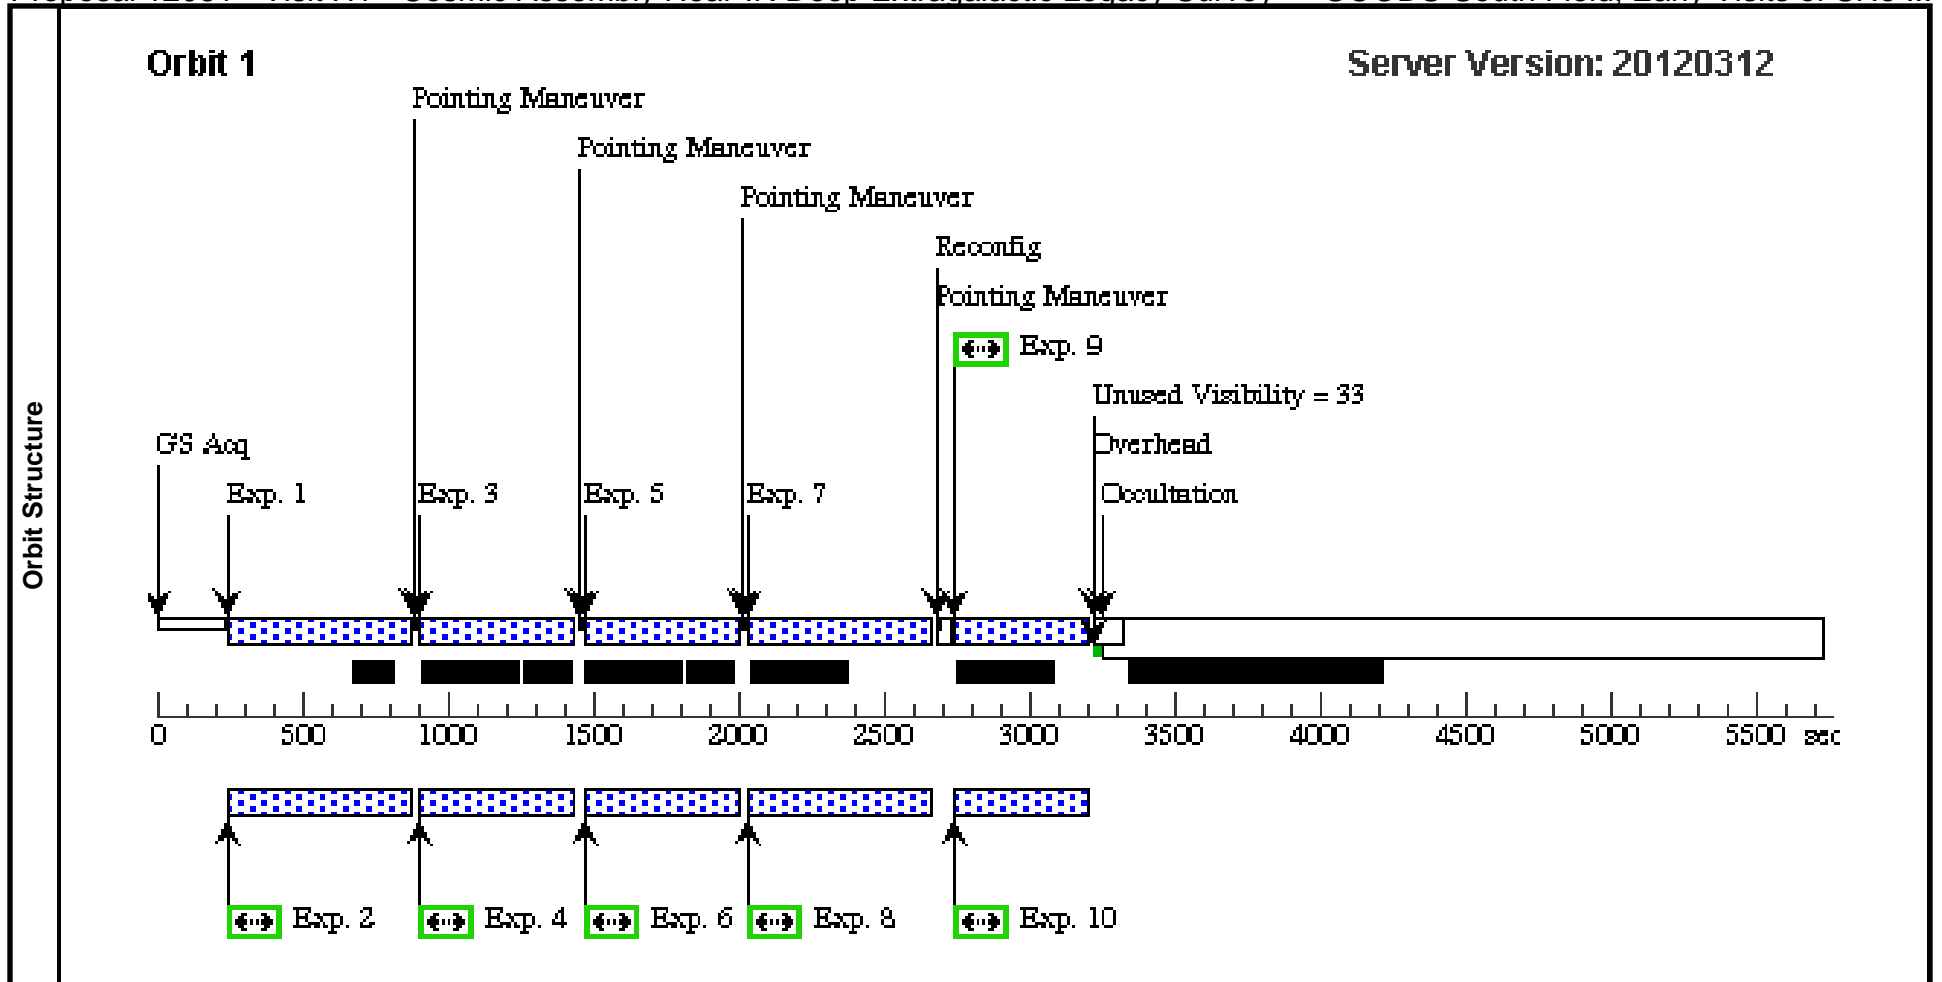 Orbit Structure
Orbit 1
Server Version: 20120312
Pointing Maneuver
Pointing Maneuver
Pointing Maneuver
Reconfig
Pointing Maneuver
Exp. 9
Unused Visibility = 33
GS Acq
Overhead
Exp. 1
Exp. 3
Exp. 5
Exp. 7
Occultation
0 500 1000 1500 2000 2500 3000 3500 4000 4500 5000 5500 sec
Exp. 2
Exp. 4
Exp. 6
Exp. 8
Exp. 10